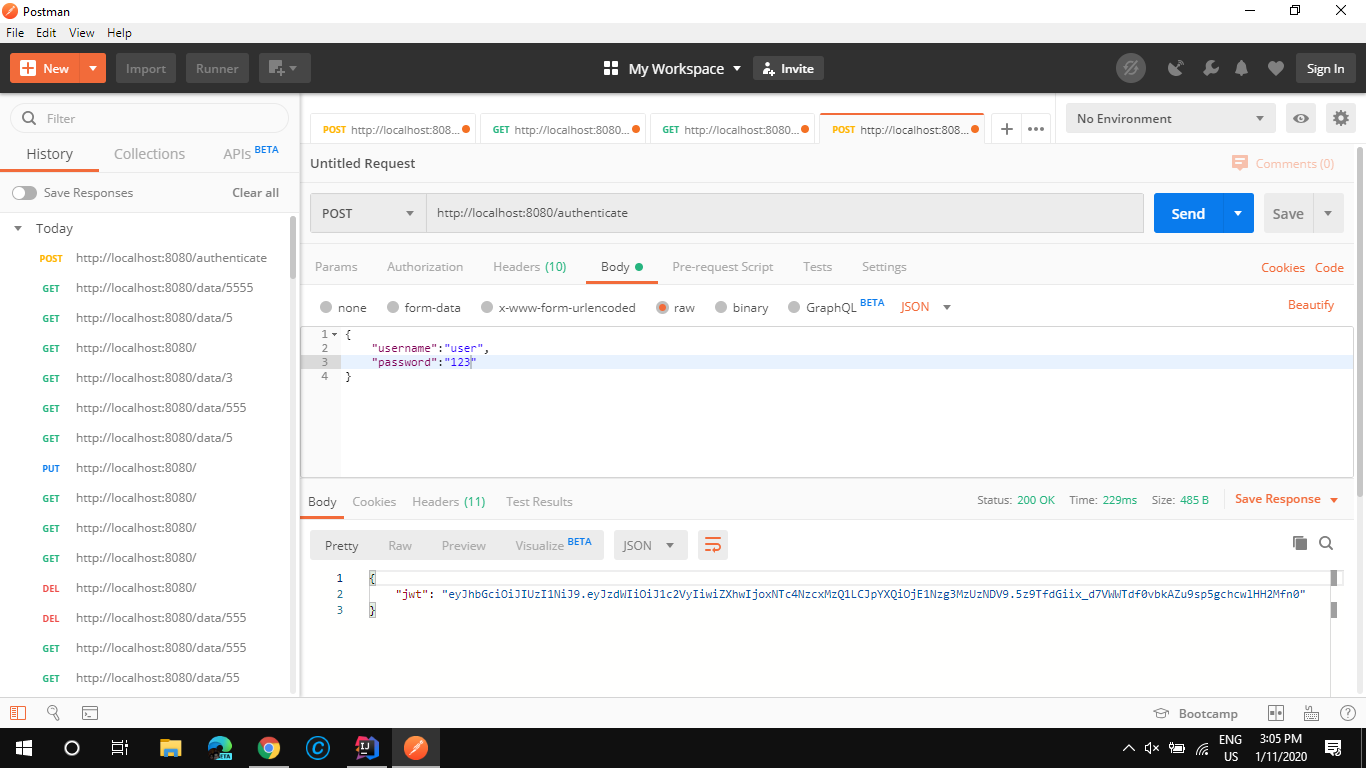 Postman
File Edit View Help
New Import Runner My Workspace Invite Sign In
Filter
History Collections APIs BETA
Save Responses Clear all
Today
POST http://localhost:8080/authenticate
GET http://localhost:8080/data/5555
GET http://localhost:8080/data/5
GET http://localhost:8080/
GET http://localhost:8080/data/3
GET http://localhost:8080/data/555
GET http://localhost:8080/data/5
PUT http://localhost:8080/
GET http://localhost:8080/
GET http://localhost:8080/
GET http://localhost:8080/
DEL http://localhost:8080/
DEL http://localhost:8080/data/555
GET http://localhost:8080/data/555
GET http://localhost:8080/data/55
POST http://localhost:808... GET http://localhost:8080... GET http://localhost:8080... POST http://localhost:808... No Environment
Untitled Request Comments (0)
POST http://localhost:8080/authenticate Send Save
Params Authorization Headers (10) Body Pre-request Script Tests Settings Cookies Code
none form-data x-www-form-urlencoded raw binary GraphQL BETA JSON Beautify
1 {
2 "username":"user",
3 "password":"123"
4 }
Body Cookies Headers (11) Test Results Status: 200 OK Time: 229ms Size: 485 B Save Response
Pretty Raw Preview Visualize BETA JSON
1 {
2 "jwt": "eyJhbGciOiJIUzI1NiJ9.eyJzdWIiOiJ1c2VyIiwiZXhwIjoxNTc4NzcxMzQ1LCJpYXQiOjE1Nzg3MzUzNDV9.5z9TfdGiix_d7VWWTdf0vbkAZu9sp5gchcwlHH2Mfn0"
3 }
Bootcamp
ENG
US
3:05 PM
1/11/2020